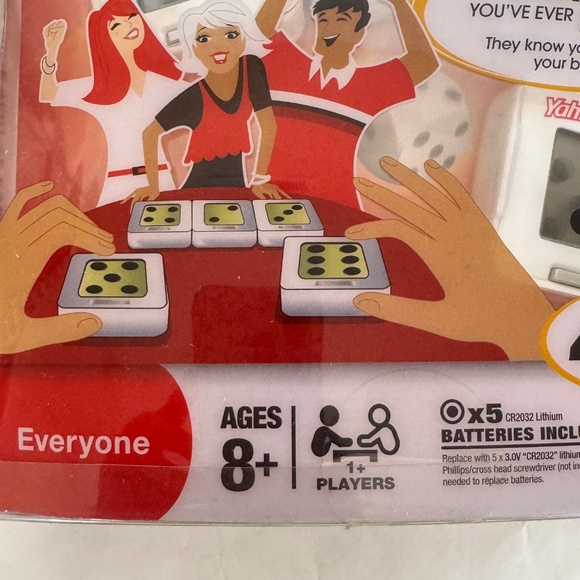 YOU'VE EVER
They know yo
your b
Yah
Everyone
AGES
8+
1+
PLAYERS
x5 CR2032 Lithium
BATTERIES INCL
Replace with 5 x 3.0V "CR2032" lithium
Phillips/cross head screwdriver (not in
needed to replace batteries.